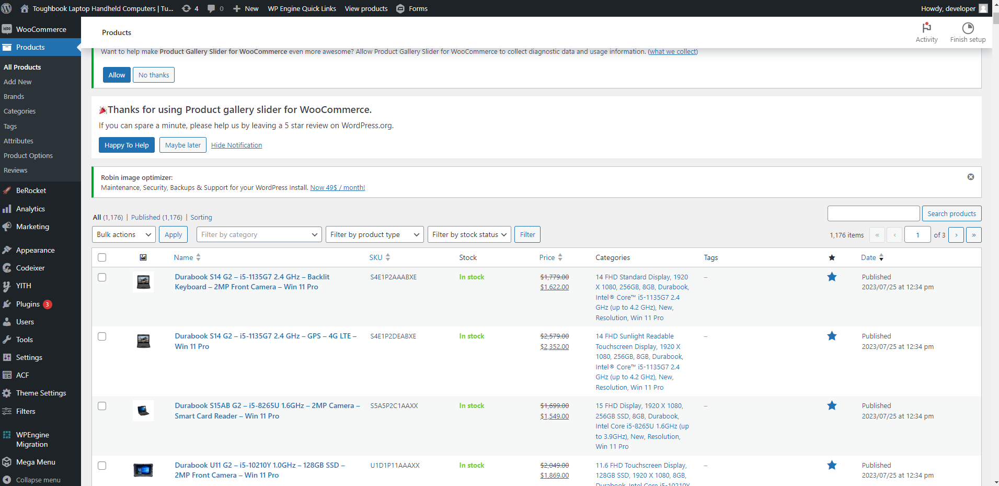 Toughbook Laptop Handheld Computers | Tu... 4 0 New WP Engine Quick Links View products Forms Howdy, developer
WooCommerce
Products
All Products
Add New
Brands
Categories
Tags
Attributes
Product Options
Reviews
BeRocket
Analytics
Marketing
Appearance
Codeixer
YITH
Plugins 3
Users
Tools
Settings
ACF
Theme Settings
Filters
WPEngine
Migration
Mega Menu
Collapse menu
Products
Activity
Finish setup
Want to help make Product Gallery Slider for WooCommerce even more awesome? Allow Product Gallery Slider for WooCommerce to collect diagnostic data and usage information. (what we collect)
Allow No thanks
Thanks for using Product gallery slider for WooCommerce.
If you can spare a minute, please help us by leaving a 5 star review on WordPress.org.
Happy To Help Maybe later Hide Notification
Robin image optimizer:
Maintenance, Security, Backups & Support for your WordPress Install. Now 49$ / month!
All (1,176) | Published (1,176) | Sorting
Search products
Bulk actions Apply Filter by category Filter by product type Filter by stock status Filter
1,176 items « ‹ 1 of 3 › »
Name SKU Stock Price Categories Tags Date
Durabook S14 G2 – i5-1135G7 2.4 GHz – Backlit
Keyboard – 2MP Front Camera – Win 11 Pro
S4E1P2AAABXE
In stock
$1,779.00
$1,622.00
14 FHD Standard Display, 1920
X 1080, 256GB, 8GB, Durabook,
Intel® Core™ i5-1135G7 2.4
GHz (up to 4.2 GHz), New,
Resolution, Win 11 Pro
–
Published
2023/07/25 at 12:34 pm
Durabook S14 G2 – i5-1135G7 2.4 GHz – GPS – 4G LTE –
Win 11 Pro
S4E1P2DEABXE
In stock
$2,579.00
$2,352.00
14 FHD Sunlight Readable
Touchscreen Display, 1920 X
1080, 256GB, 8GB, Durabook,
Intel® Core™ i5-1135G7 2.4
GHz (up to 4.2 GHz), New,
Resolution, Win 11 Pro
–
Published
2023/07/25 at 12:34 pm
Durabook S15AB G2 – i5-8265U 1.6GHz – 2MP Camera –
Smart Card Reader – Win 11 Pro
S5A5P2C1AAXX
In stock
$1,699.00
$1,549.00
15 FHD Display, 1920 X 1080,
256GB SSD, 8GB, Durabook,
Intel Core i5-8265U 1.6GHz (up
to 3.9GHz), New, Resolution,
Win 11 Pro
–
Published
2023/07/25 at 12:34 pm
Durabook U11 G2 – i5-10210Y 1.0GHz – 128GB SSD –
2MP Front Camera – Win 11 Pro
U1D1P11AAAXX
In stock
$2,049.00
$1,869.00
11.6 FHD Touchscreen Display,
128GB SSD, 1920 X 1080, 8GB,
Durabook, Intel Core i5-10210Y
–
Published
2023/07/25 at 12:34 pm